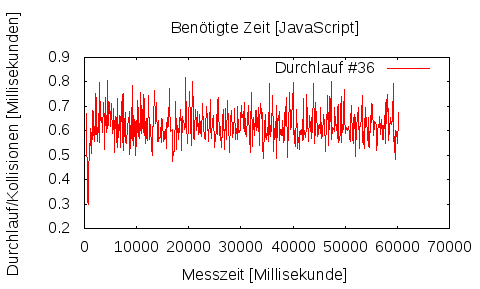 Benötigte Zeit [JavaScript]
Durchlauf/Kollisionen [Millisekunden]
Durchlauf #36
0.9
0.8
0.7
0.6
0.5
0.4
0.3
0.2
0 10000 20000 30000 40000 50000 60000 70000
Messzeit [Millisekunde]